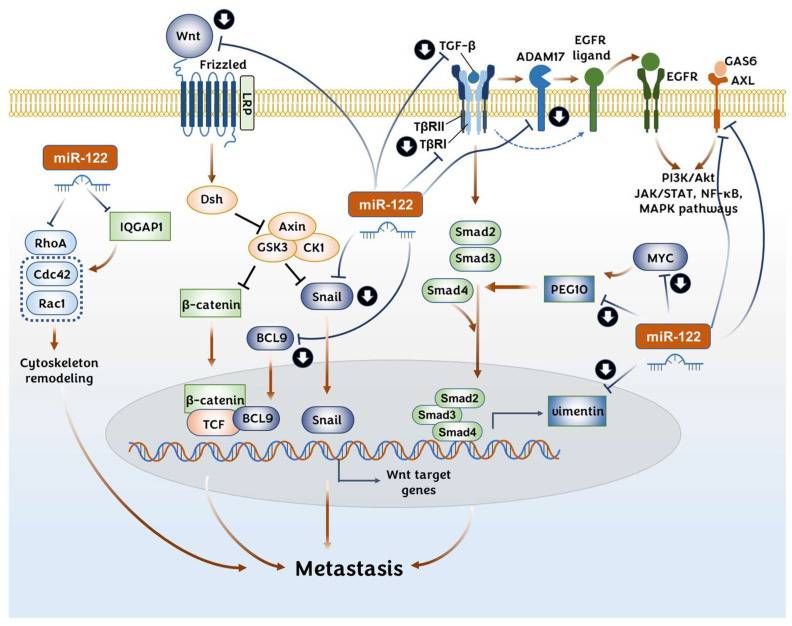 Wnt
Frizzled
LRP
TGF-β
ADAM17
EGFR
ligand
EGFR
GAS6
AXL
TβRII
TβRI
PI3K/Akt
JAK/STAT, NF-κB,
MAPK pathways
miR-122
RhoA
IQGAP1
Cdc42
Rac1
Cytoskeleton
remodeling
Dsh
Axin
GSK3
CK1
β-catenin
Snail
BCL9
miR-122
Smad2
Smad3
Smad4
PEG10
MYC
miR-122
vimentin
β-catenin
TCF
BCL9
Snail
Smad2
Smad3
Smad4
Wnt target
genes
Metastasis